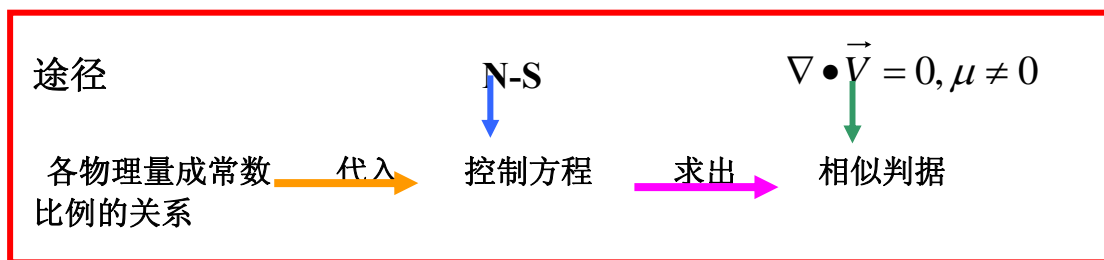 途径 N-S ∇•V⃗ = 0, μ ≠ 0
各物理量成常数 代入 控制方程 求出 相似判据
比例的关系